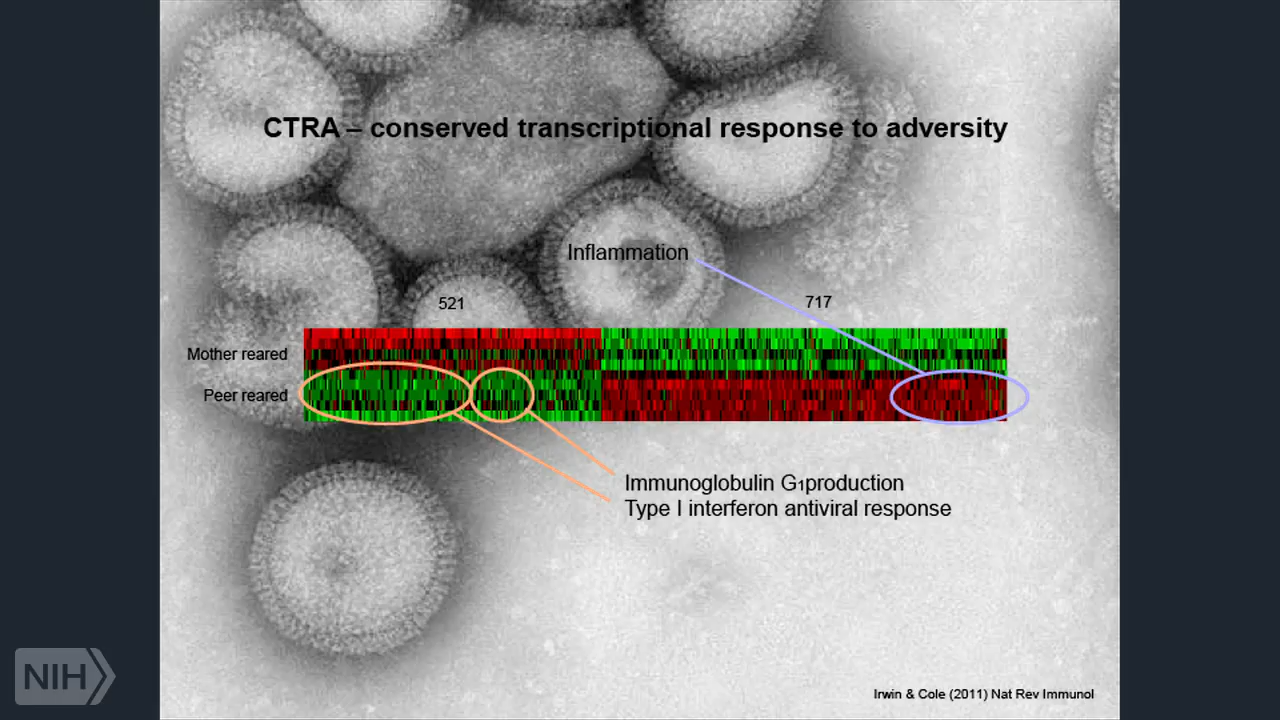 CTRA – conserved transcriptional response to adversity
Inflammation
521
717
Mother reared
Peer reared
Immunoglobulin G₁production
Type I interferon antiviral response
NIH
Irwin & Cole (2011) Nat Rev Immunol